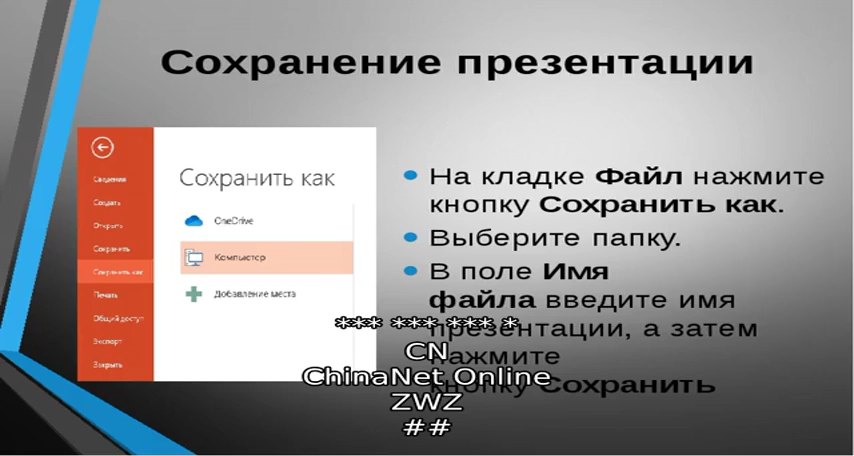 Сохранение презентации
Сохранить как
OneDrive
Компьютер
Добавление места
Сведения
Создать
Открыть
Сохранить
Сохранить как
Печать
Общий доступ
Экспорт
Закрыть
На кладке Файл нажмите
кнопку Сохранить как.
Выберите папку.
В поле Имя
файла введите имя
презентации, а затем
нажмите
кнопку Сохранить
*** *** *** *
CN
ChinaNet Online
ZWZ
##